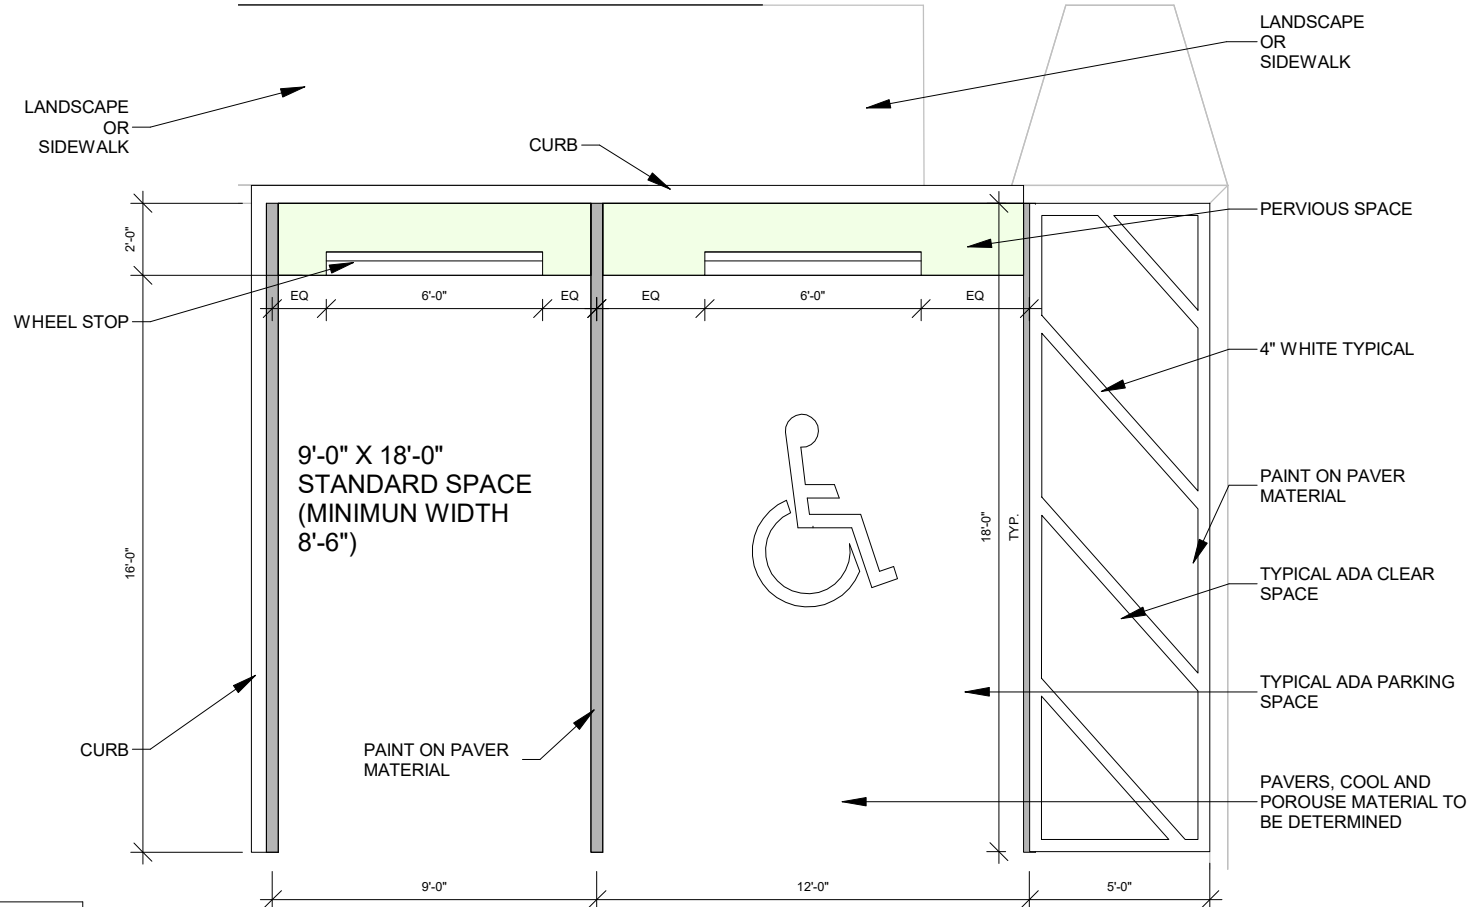 LANDSCAPE
OR
SIDEWALK
LANDSCAPE
OR
SIDEWALK
CURB
PERVIOUS SPACE
2'-0"
EQ
6'-0"
EQ
EQ
6'-0"
EQ
WHEEL STOP
4" WHITE TYPICAL
9'-0" X 18'-0"
STANDARD SPACE
(MINIMUN WIDTH
8'-6")
16'-0"
18'-0"
TYP.
PAINT ON PAVER
MATERIAL
TYPICAL ADA CLEAR
SPACE
TYPICAL ADA PARKING
SPACE
CURB
PAINT ON PAVER
MATERIAL
PAVERS, COOL AND
POROUSE MATERIAL TO
BE DETERMINED
9'-0"
12'-0"
5'-0"